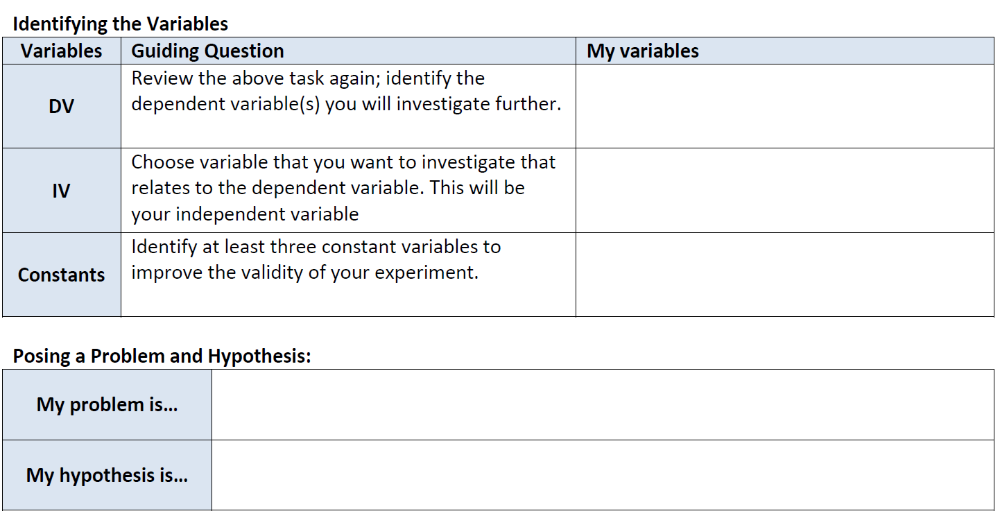 Identifying the Variables
Variables
Guiding Question
My variables
DV
Review the above task again; identify the
dependent variable(s) you will investigate further.
IV
Choose variable that you want to investigate that
relates to the dependent variable. This will be
your independent variable
Constants
Identify at least three constant variables to
improve the validity of your experiment.
Posing a Problem and Hypothesis:
My problem is...
My hypothesis is...